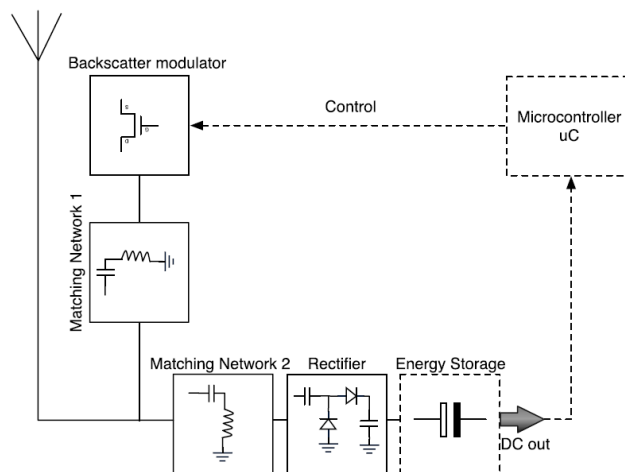 Backscatter modulator
Control
Microcontroller
uC
Matching Network 1
Matching Network 2
Rectifier
Energy Storage
DC out